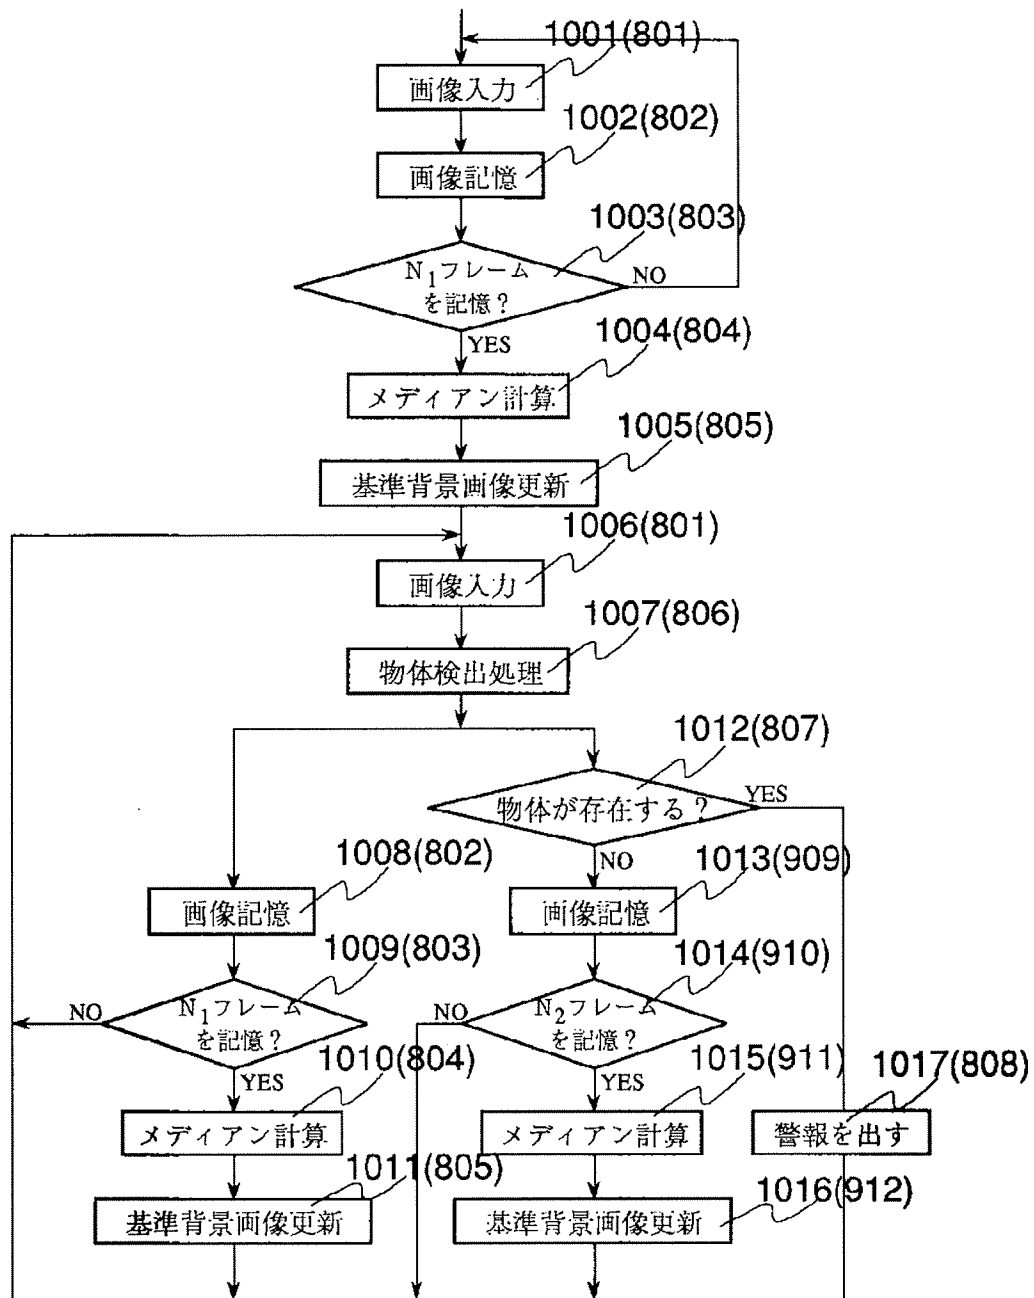 1001(801)
画像入力
1002(802)
画像記憶
1003(803)
N1フレーム
を記憶?
NO
YES
1004(804)
メディアン計算
1005(805)
基準背景画像更新
1006(801)
画像入力
1007(806)
物体検出処理
1012(807)
物体が存在する?
YES
NO
1008(802)
画像記憶
1013(909)
画像記憶
1009(803)
N1フレーム
を記憶?
NO
YES
1014(910)
N2フレーム
を記憶?
NO
YES
1010(804)
メディアン計算
1015(911)
メディアン計算
1017(808)
警報を出す
1011(805)
基準背景画像更新
1016(912)
基準背景画像更新